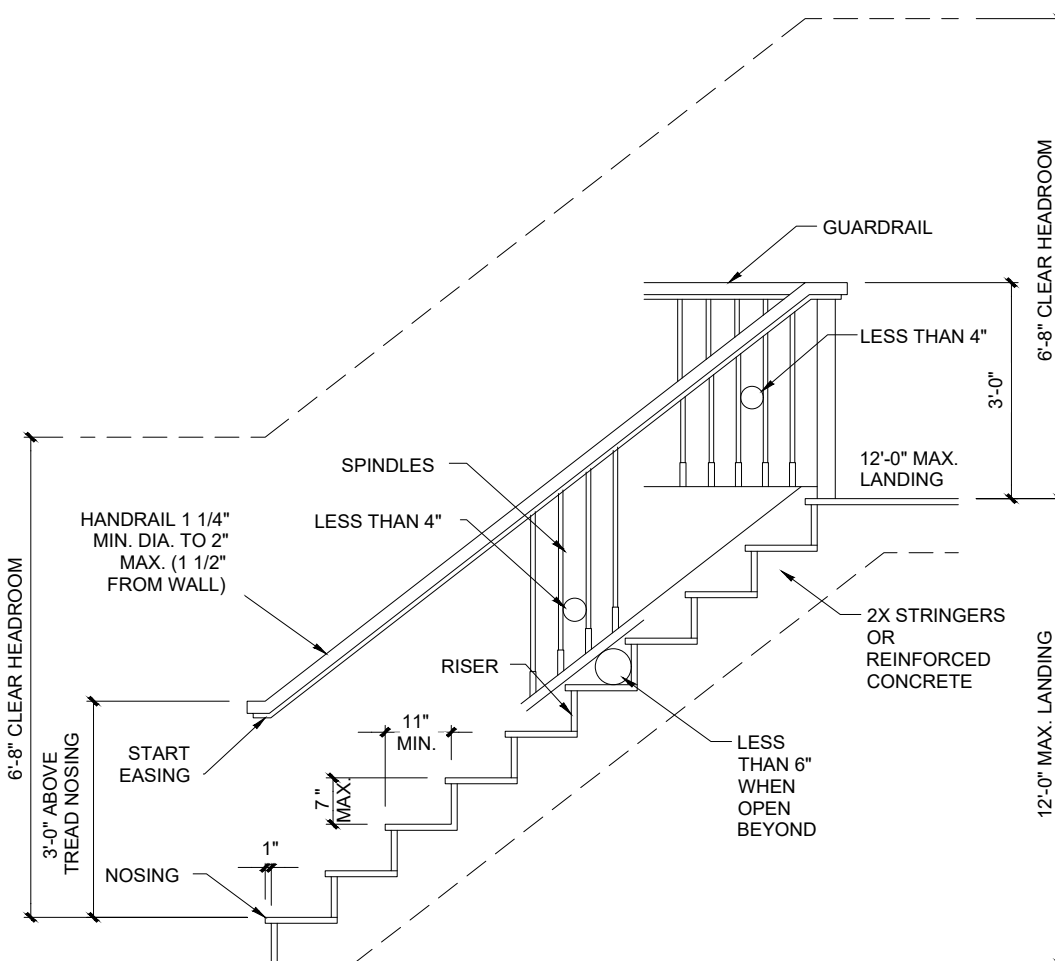 GUARDRAIL
6'-8" CLEAR HEADROOM
LESS THAN 4"
3'-0"
12'-0" MAX.
LANDING
SPINDLES
LESS THAN 4"
HANDRAIL 1 1/4"
MIN. DIA. TO 2"
MAX. (1 1/2"
FROM WALL)
6'-8" CLEAR HEADROOM
2X STRINGERS
OR
REINFORCED
CONCRETE
RISER
11"
MIN.
START
EASING
LESS
THAN 6"
WHEN
OPEN
BEYOND
12'-0" MAX. LANDING
7"
MAX.
3'-0" ABOVE
TREAD NOSING
1"
NOSING